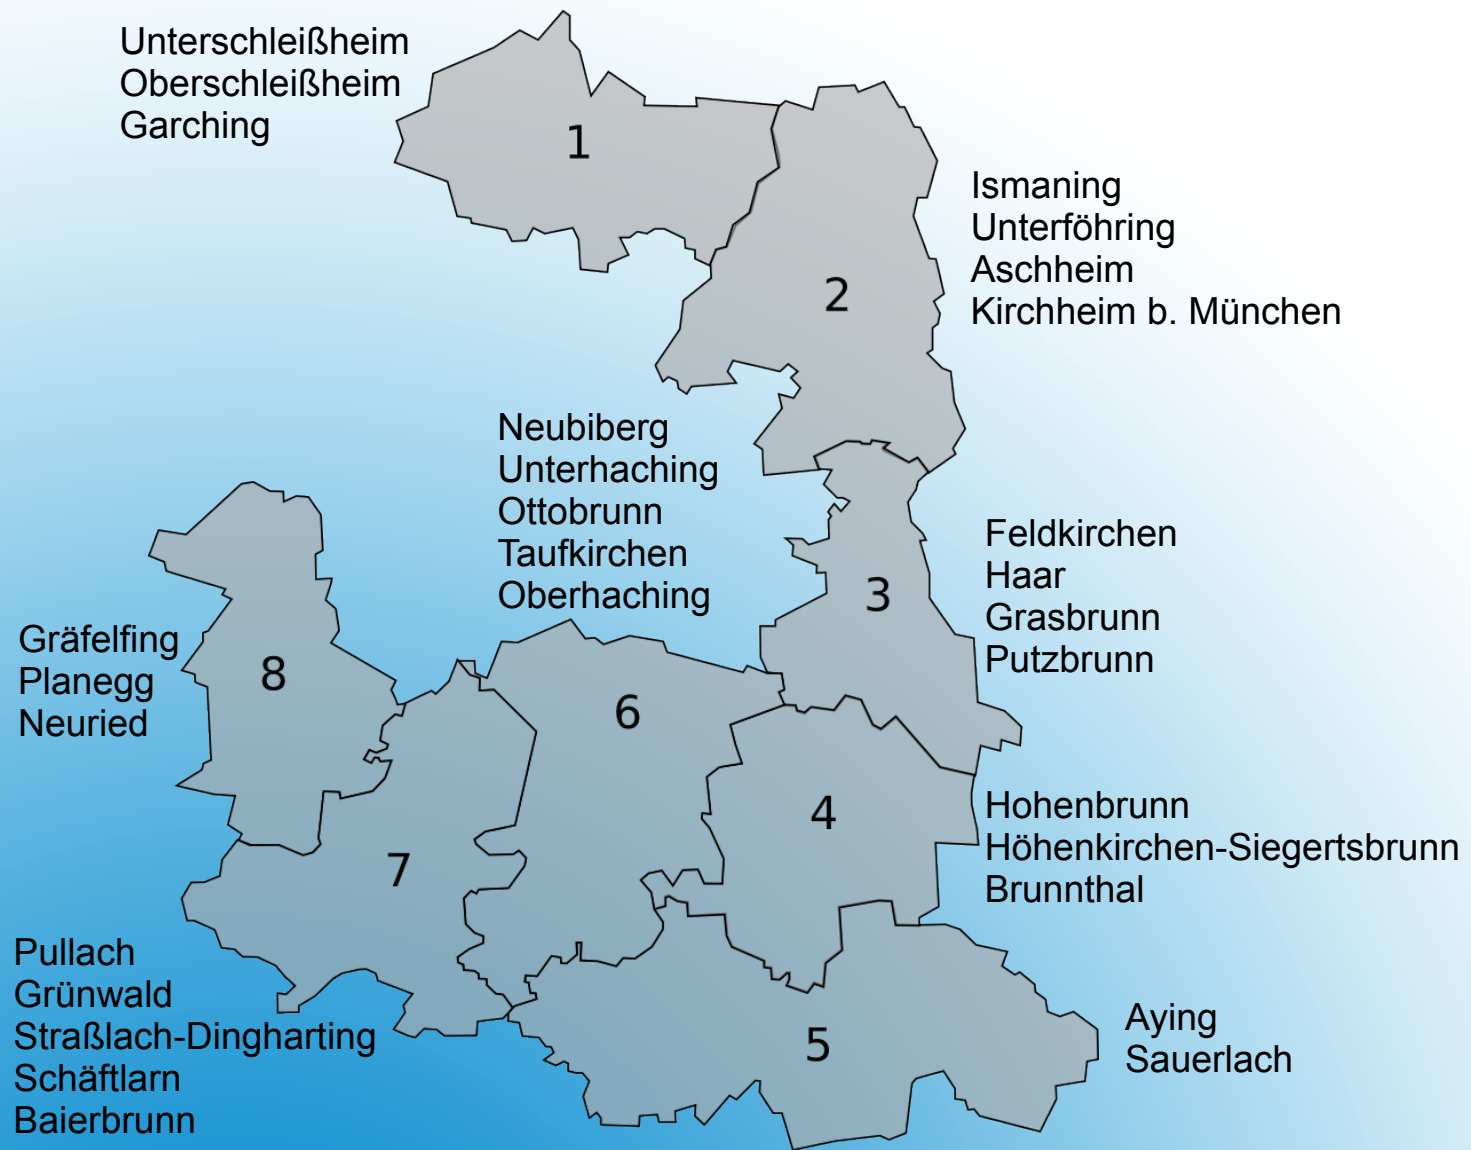 Unterschleißheim
Oberschleißheim
Garching
1
Ismaning
Unterföhring
Aschheim
Kirchheim b. München
2
Neubiberg
Unterhaching
Ottobrunn
Taufkirchen
Oberhaching
Feldkirchen
Haar
Grasbrunn
Putzbrunn
3
Gräfelfing
Planegg
Neuried
8
6
4
Hohenbrunn
Höhenkirchen-Siegertsbrunn
Brunnthal
7
Pullach
Grünwald
Straßlach-Dingharting
Schäftlarn
Baierbrunn
5
Aying
Sauerlach